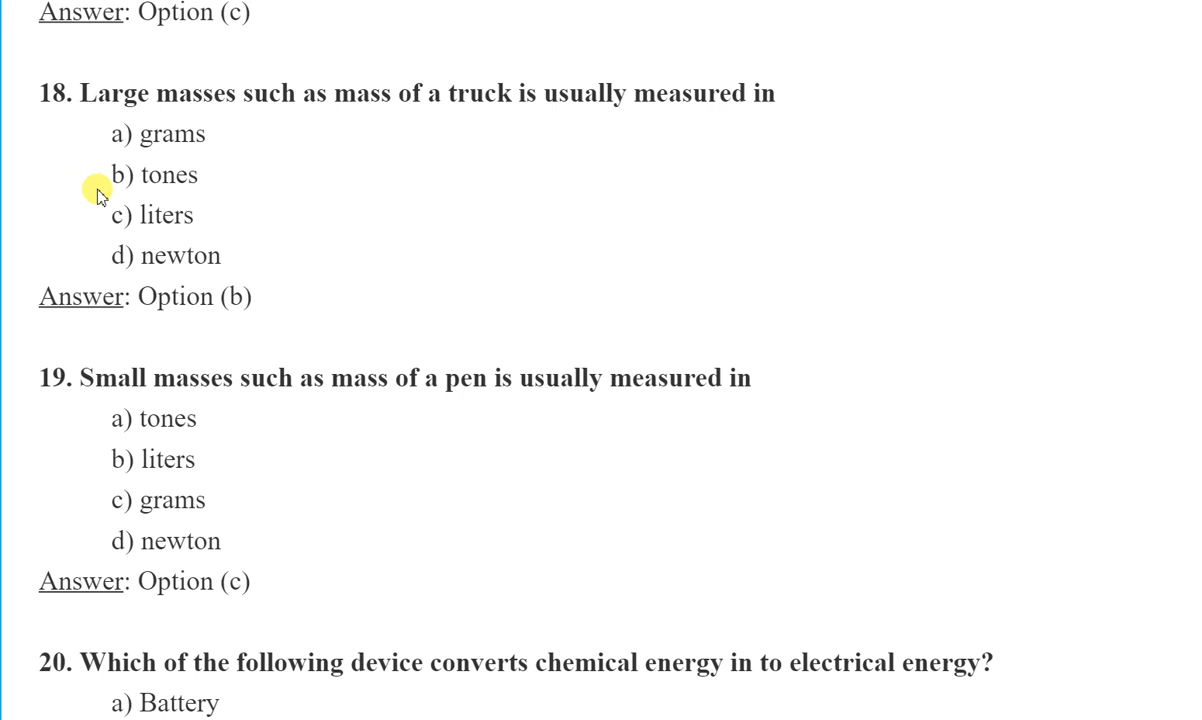 Answer: Option (c)
18. Large masses such as mass of a truck is usually measured in
a) grams
b) tones
c) liters
d) newton
Answer: Option (b)
19. Small masses such as mass of a pen is usually measured in
a) tones
b) liters
c) grams
d) newton
Answer: Option (c)
20. Which of the following device converts chemical energy in to electrical energy?
a) Battery